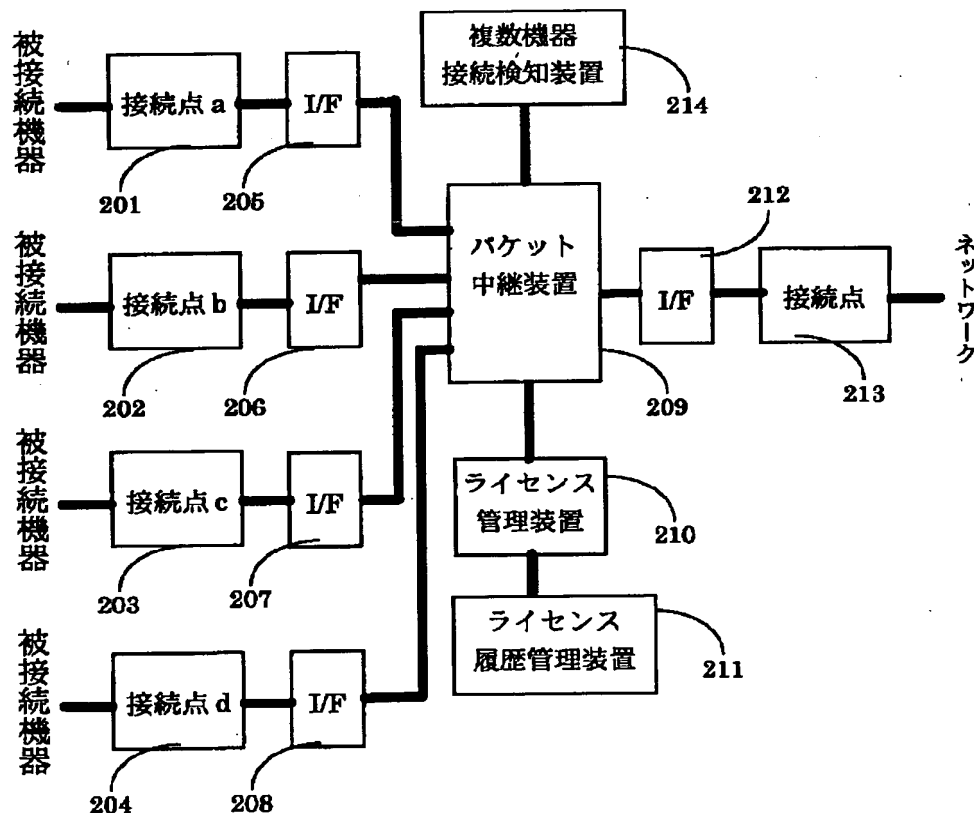 複数機器
接続検知装置
214
被接続機器
接続点 a
I/F
201
205
被接続機器
接続点 b
I/F
202
206
パケット
中継装置
209
212
I/F
接続点
213
ネットワーク
被接続機器
接続点 c
I/F
203
207
ライセンス
管理装置
210
ライセンス
履歴管理装置
211
被接続機器
接続点 d
I/F
204
208